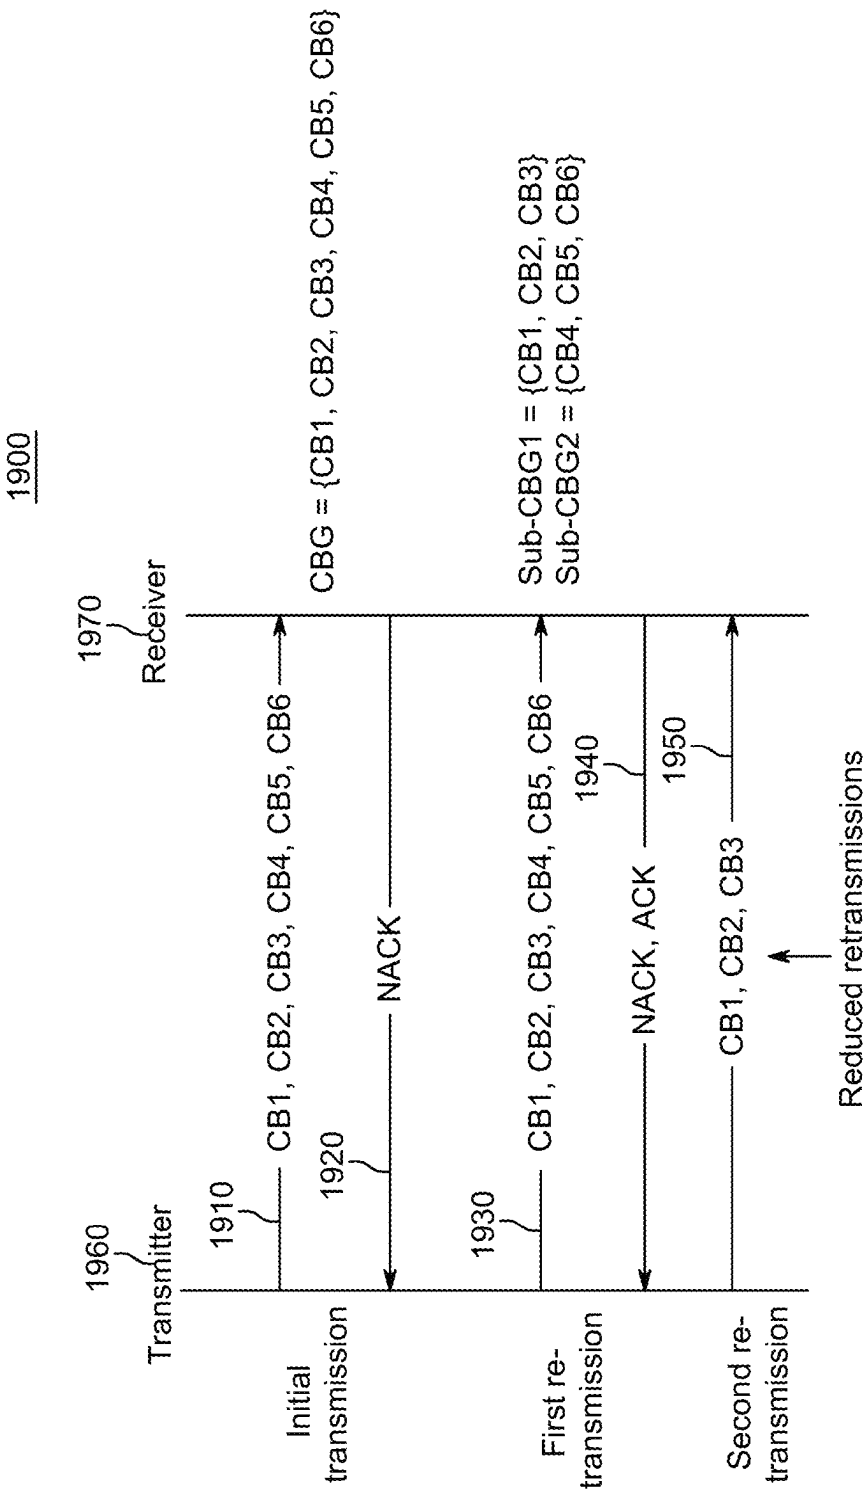 1900
1960
Transmitter
1970
Receiver
Initial
transmission
1910
CB1, CB2, CB3, CB4, CB5, CB6
CBG = {CB1, CB2, CB3, CB4, CB5, CB6}
1920
NACK
First re-
transmission
1930
CB1, CB2, CB3, CB4, CB5, CB6
Sub-CBG1 = {CB1, CB2, CB3}
Sub-CBG2 = {CB4, CB5, CB6}
NACK, ACK
1940
Second re-
transmission
CB1, CB2, CB3
1950
Reduced retransmissions